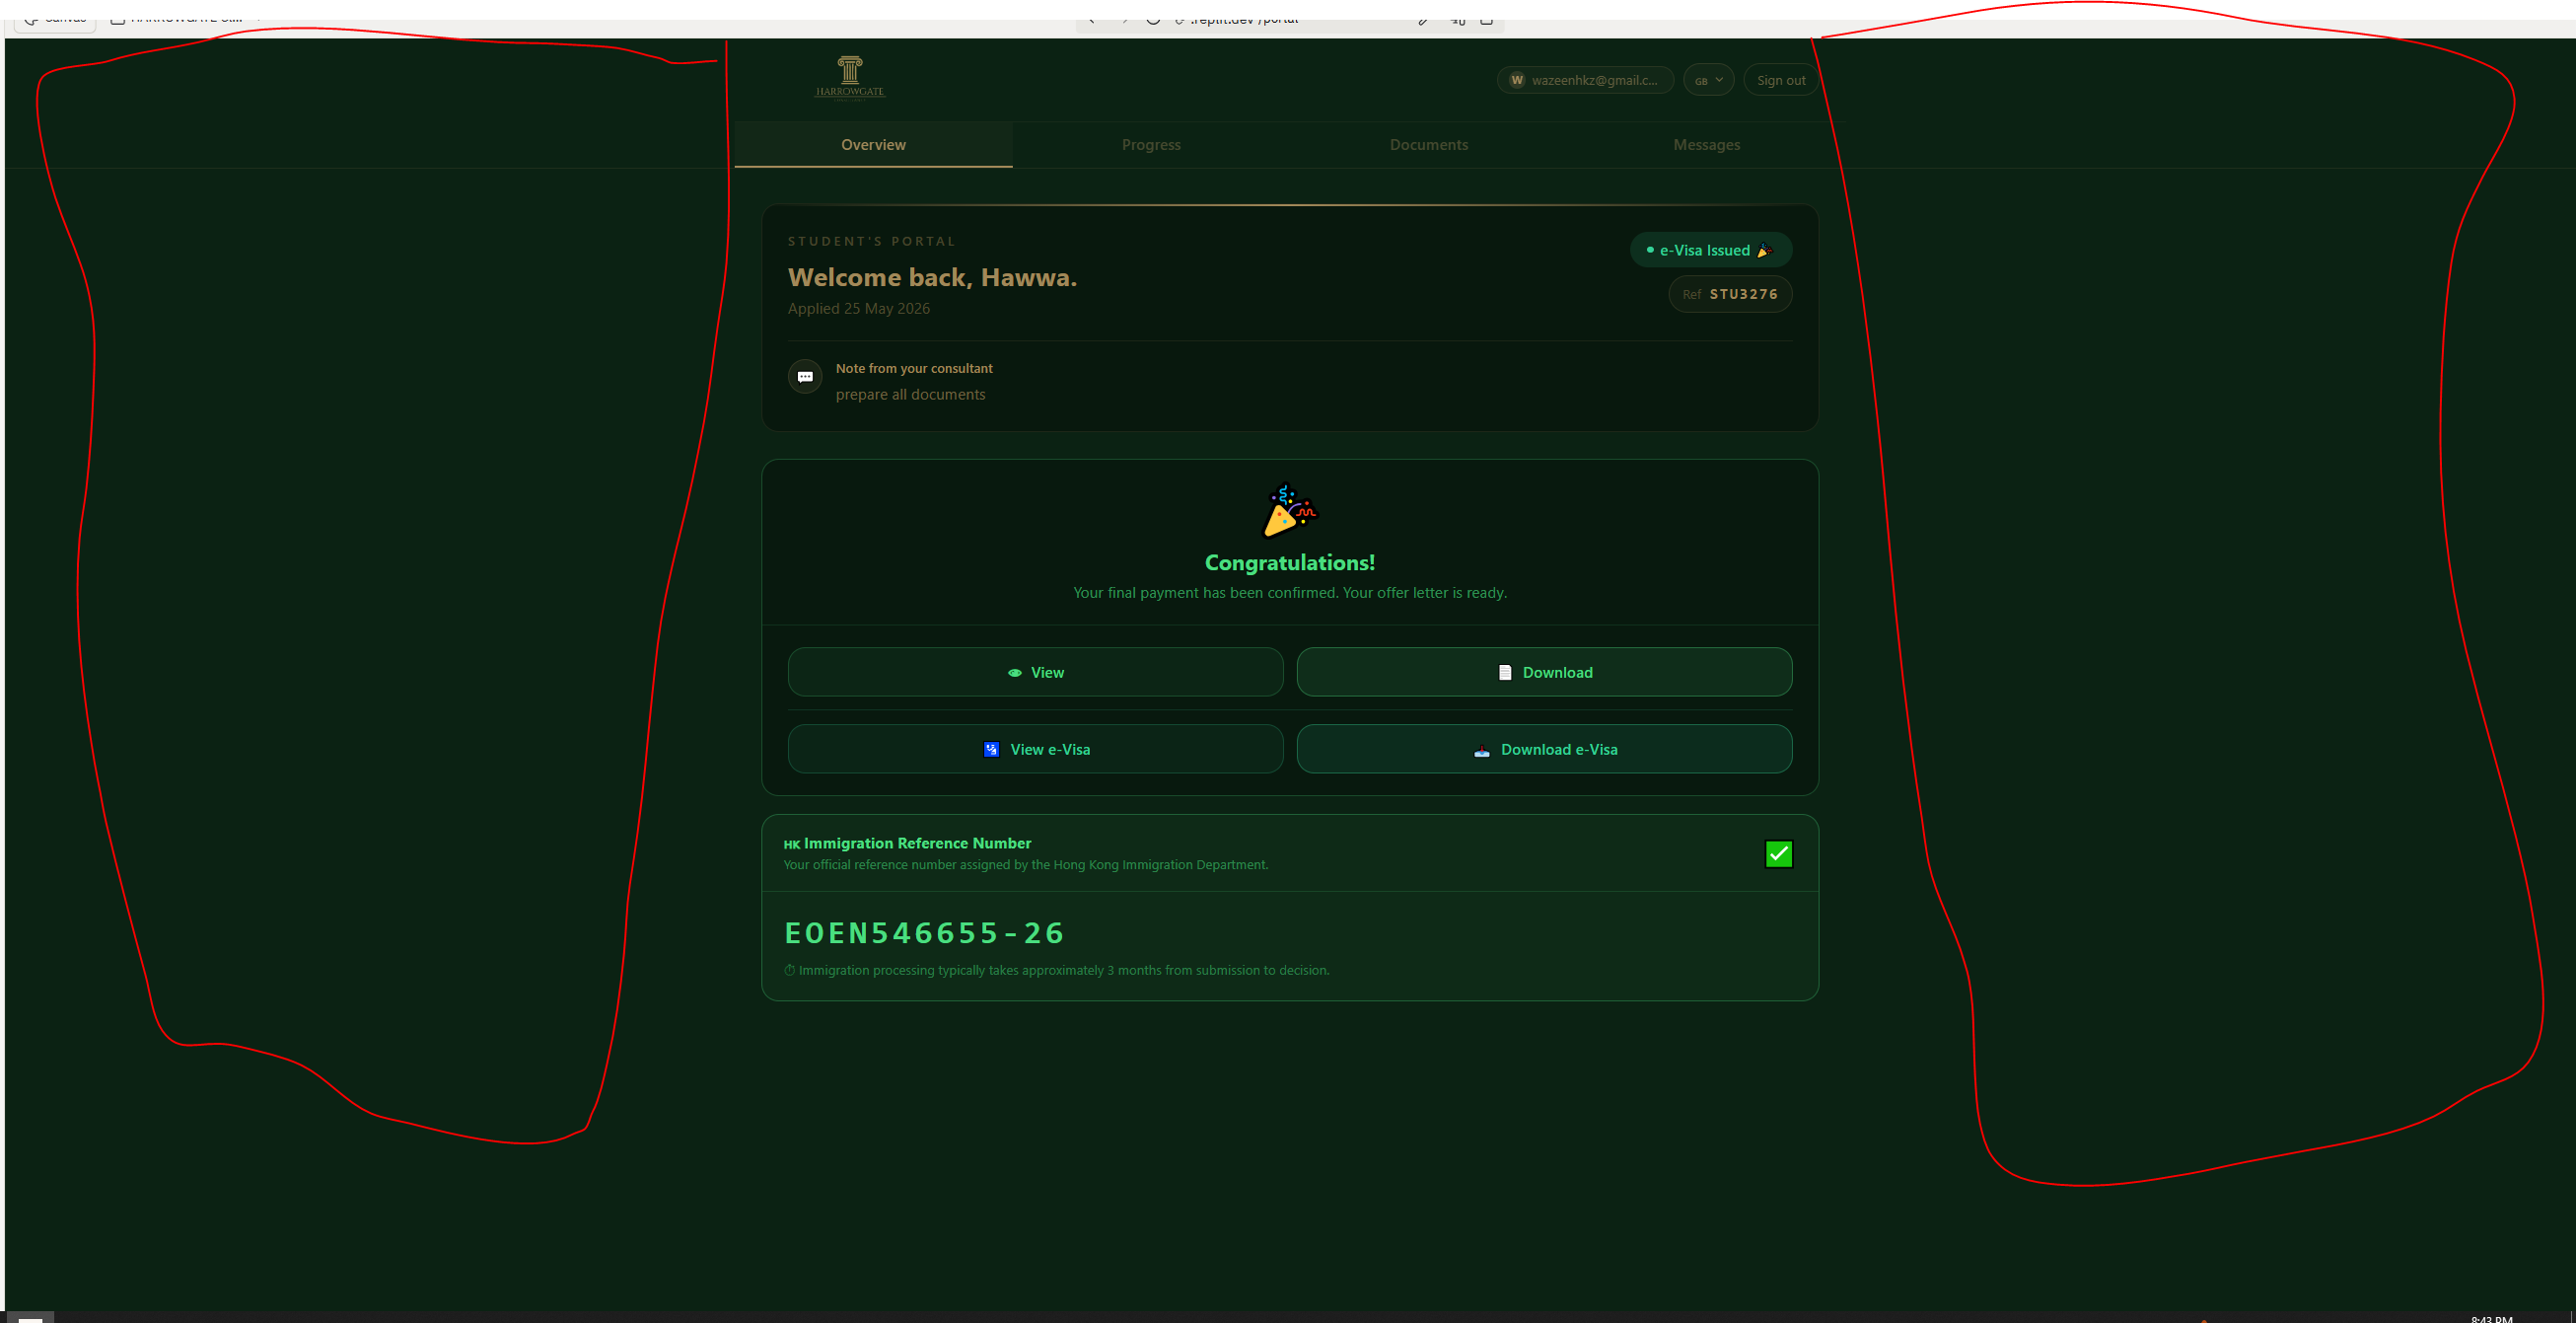 HARROWGATE
W wazeenhkz@gmail.c...
GB
Sign out
Overview
Progress
Documents
Messages
STUDENT'S PORTAL
Welcome back, Hawwa.
Applied 25 May 2026
e-Visa Issued
Ref STU3276
Note from your consultant
prepare all documents
Congratulations!
Your final payment has been confirmed. Your offer letter is ready.
View
Download
View e-Visa
Download e-Visa
HK Immigration Reference Number
Your official reference number assigned by the Hong Kong Immigration Department.
EOEN546655-26
Immigration processing typically takes approximately 3 months from submission to decision.
8:43 PM